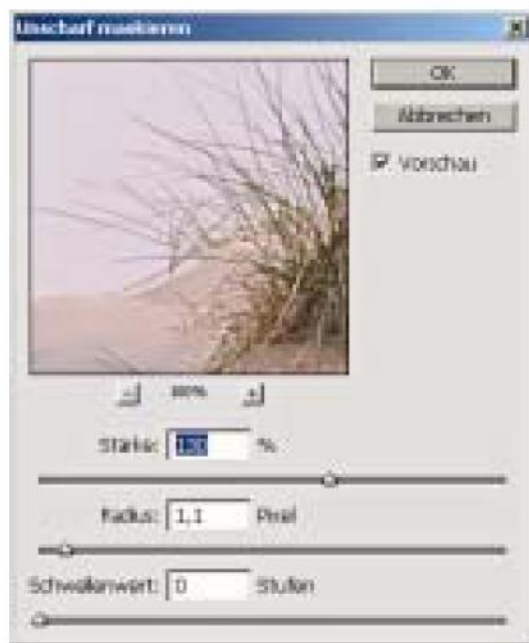 Unscharf maskieren
OK
Abbrechen
Vorschau
Stärke: %
Radius: 1,1 Pixel
Schwellenwert: 0 Stufen